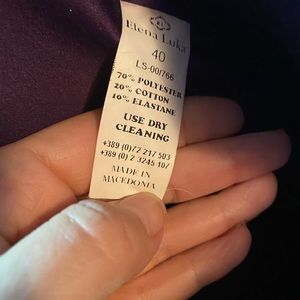 Elena Luka
40
LS-00/766
70% POLYESTER
20% COTTON
10% ELASTANE
USE DRY
CLEANING
+389 (0)72 217 503
+389 (0) 2 3245 107
MADE IN
MACEDONIA